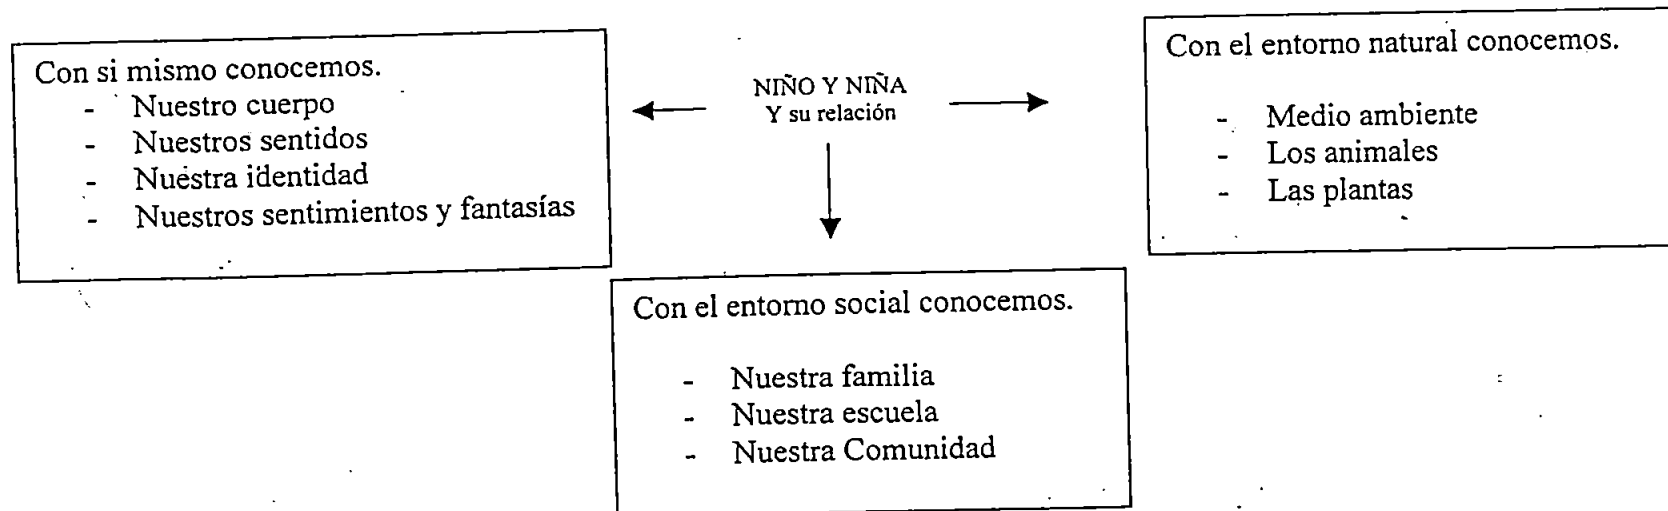 Con si mismo conocemos.
- Nuestro cuerpo
- Nuestros sentidos
- Nuestra identidad
- Nuestros sentimientos y fantasías
NIÑO Y NIÑA
Y su relación
Con el entorno natural conocemos.
- Medio ambiente
- Los animales
- Las plantas
Con el entorno social conocemos.
- Nuestra familia
- Nuestra escuela
- Nuestra Comunidad